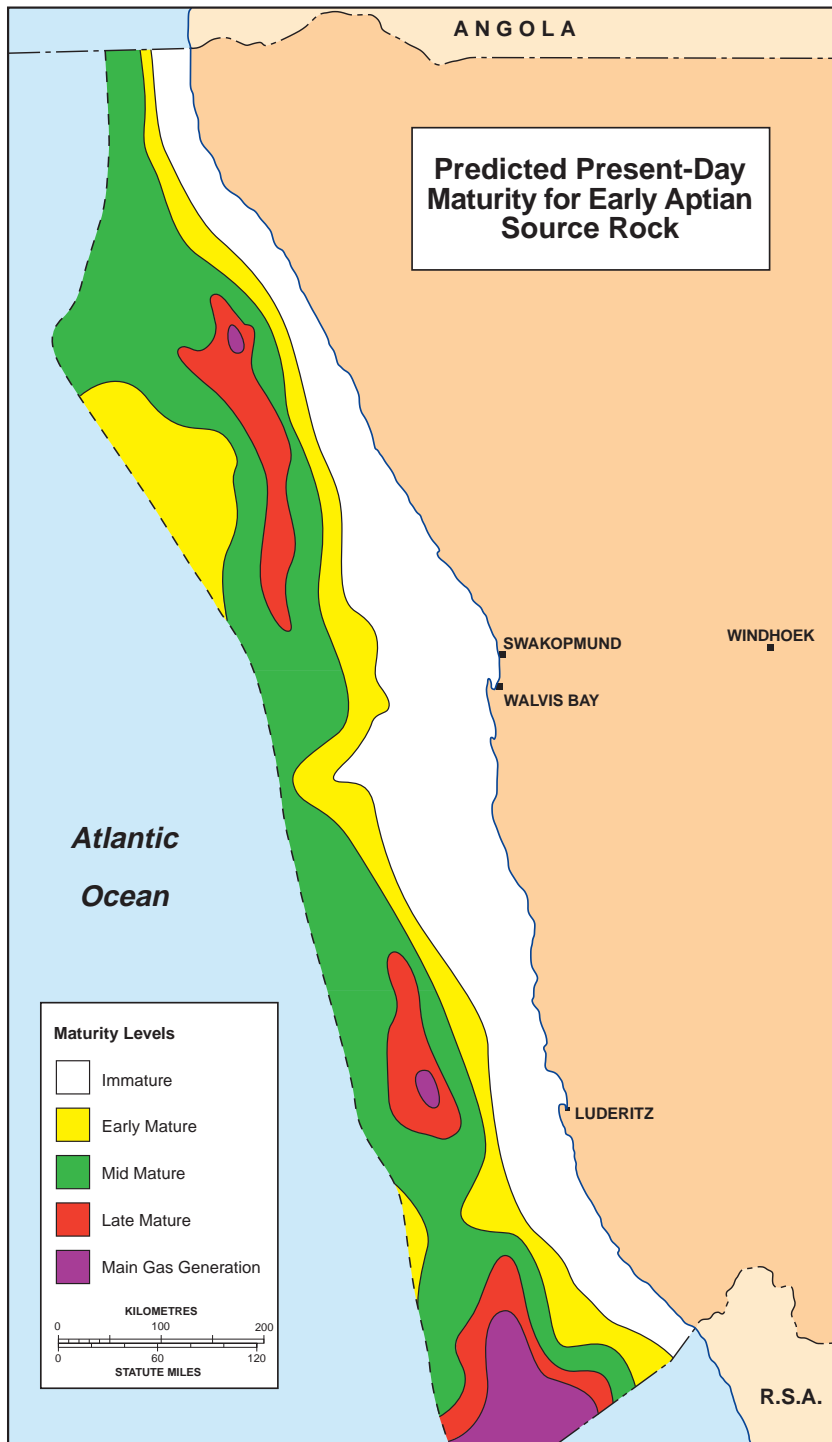 ANGOLA
Predicted Present-Day
Maturity for Early Aptian
Source Rock
SWAKOPMUND
WINDHOEK
WALVIS BAY
Atlantic
Ocean
LUDERITZ
Maturity Levels
Immature
Early Mature
Mid Mature
Late Mature
Main Gas Generation
KILOMETRES
0 100 200
0 60 120
STATUTE MILES
R.S.A.